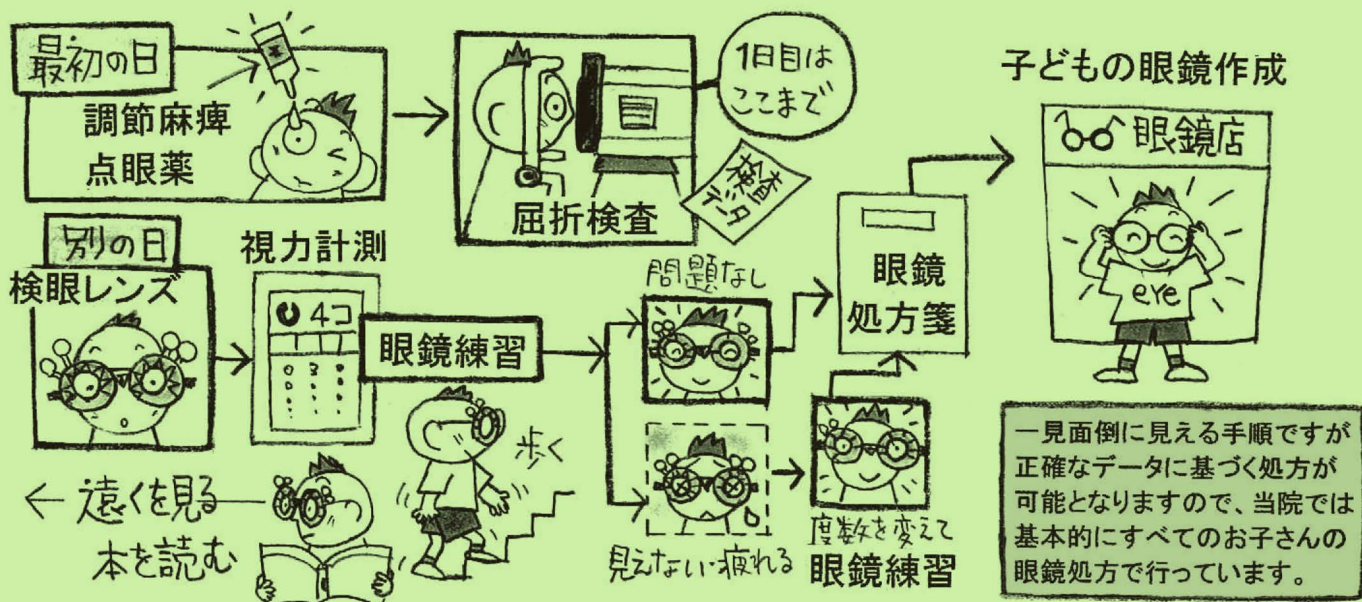 最初の日
調節麻痺
点眼薬
屈折検査
1日目は
ここまで
検査
データ
別の日
検眼レンズ
視力計測
4コ
眼鏡練習
歩く
← 遠くを見る
本を読む
問題なし
見えない・疲れる
度数を変えて
眼鏡練習
眼鏡
処方箋
子どもの眼鏡作成
眼鏡店
eye
一見面倒に見える手順ですが
正確なデータに基づく処方が
可能となりますので、当院では
基本的にすべてのお子さんの
眼鏡処方で行っています。